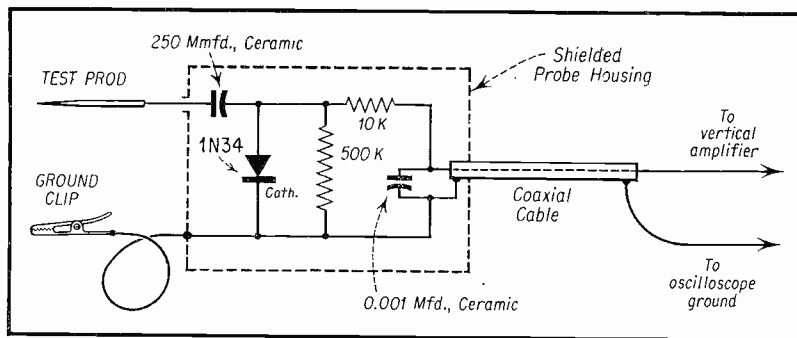 250 Mmfd., Ceramic
TEST PROD
Shielded
Probe Housing
10 K
1N34
500 K
Cath.
To
vertical
amplifier
GROUND
CLIP
Coaxial
Cable
0.001 Mfd., Ceramic
To
oscilloscope
ground